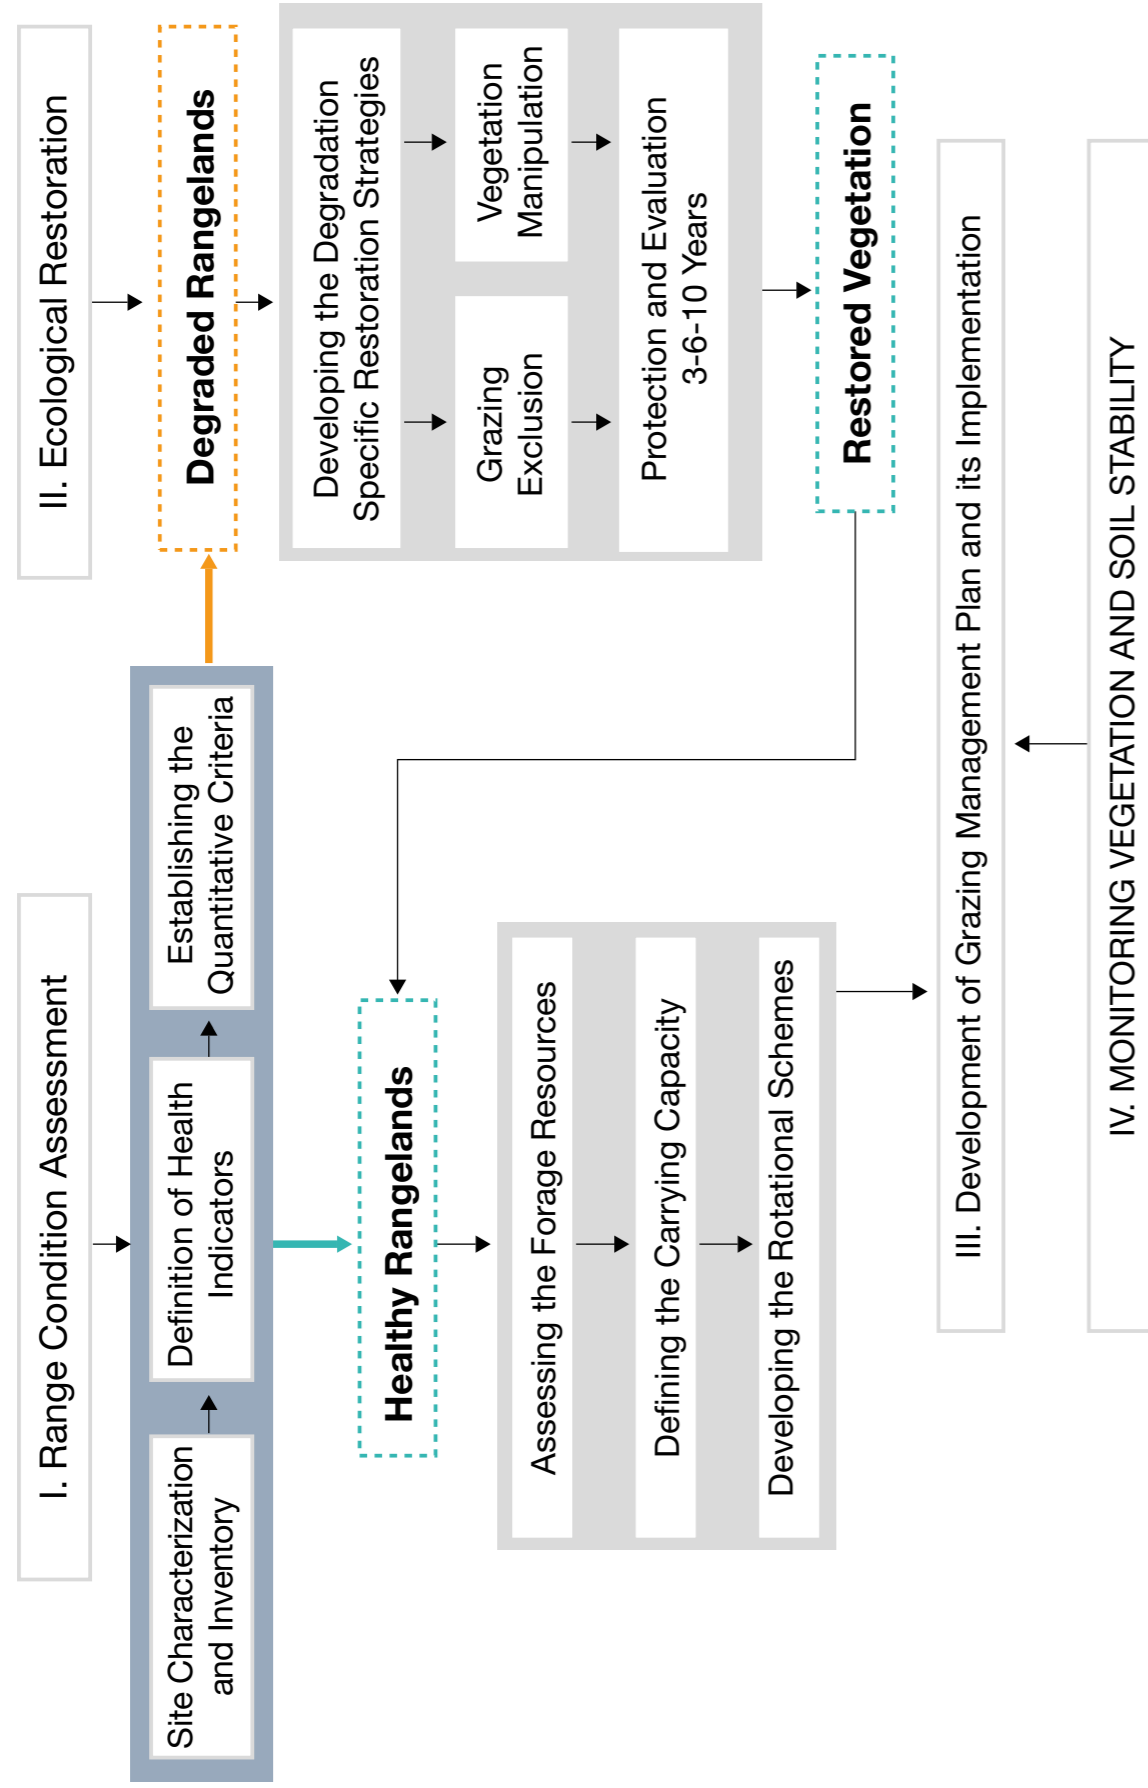 I. Range Condition Assessment
Site Characterization
and Inventory
Definition of Health
Indicators
Establishing the
Quantitative Criteria
Healthy Rangelands
Assessing the Forage Resources
Defining the Carrying Capacity
Developing the Rotational Schemes
II. Ecological Restoration
Degraded Rangelands
Developing the Degradation
Specific Restoration Strategies
Grazing
Exclusion
Vegetation
Manipulation
Protection and Evaluation
3-6-10 Years
Restored Vegetation
III. Development of Grazing Management Plan and its Implementation
IV. MONITORING VEGETATION AND SOIL STABILITY